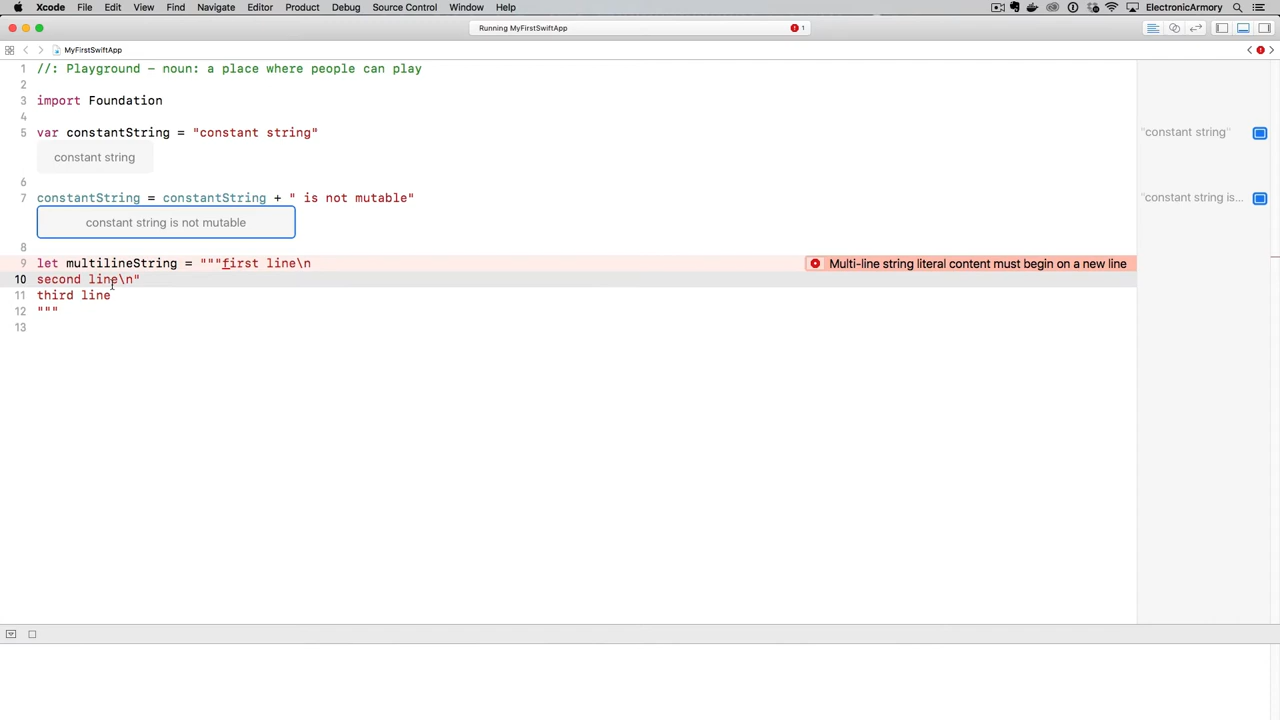 Xcode File Edit View Find Navigate Editor Product Debug Source Control Window Help ElectronicArmory
Running MyFirstSwiftApp 1
MyFirstSwiftApp
1 //: Playground - noun: a place where people can play
2
3 import Foundation
4
5 var constantString = "constant string" "constant string"
constant string
6
7 constantString = constantString + " is not mutable" "constant string is...
constant string is not mutable
8
9 let multilineString = """first line\n Multi-line string literal content must begin on a new line
10 second line\n"
11 third line
12 """
13